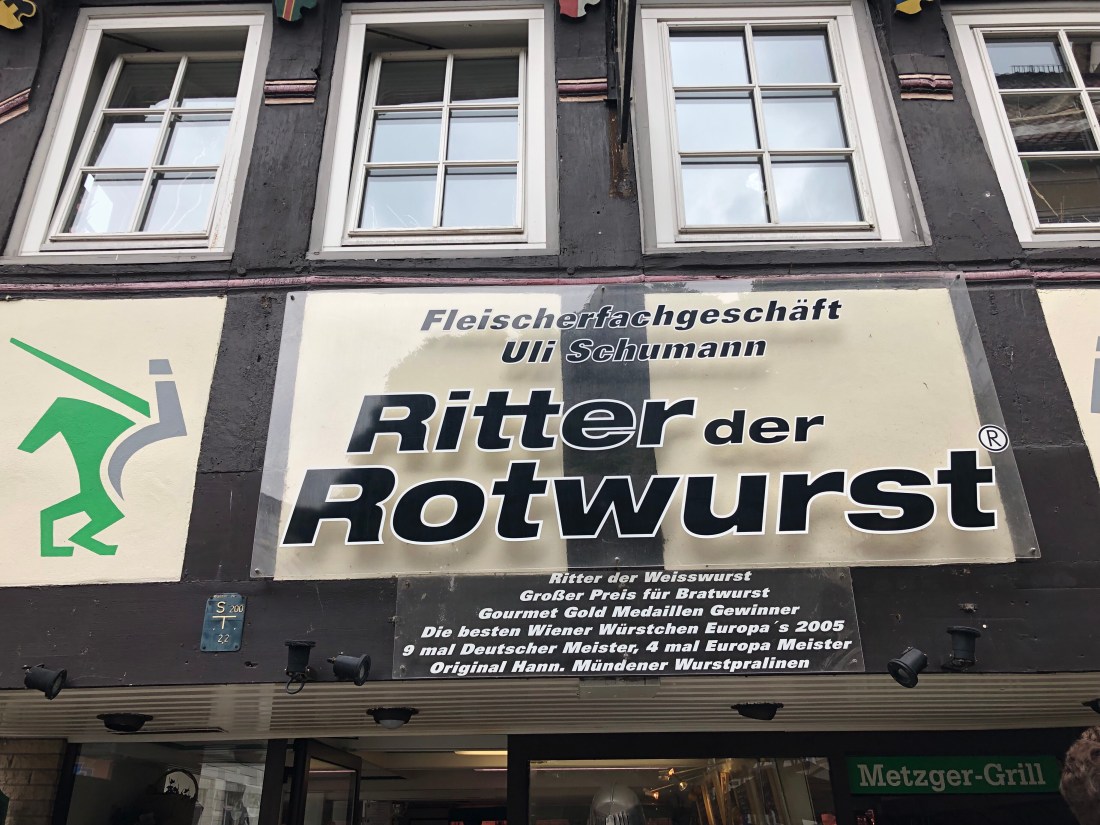 Fleischerfachgeschäft
Uli Schumann
Ritter der
Rotwurst®
Ritter der Weisswurst
Großer Preis für Bratwurst
Gourmet Gold Medaillen Gewinner
Die besten Wiener Würstchen Europa´s 2005
9 mal Deutscher Meister, 4 mal Europa Meister
Original Hann. Mündener Wurstpralinen
S 200
2,2
Metzger-Grill